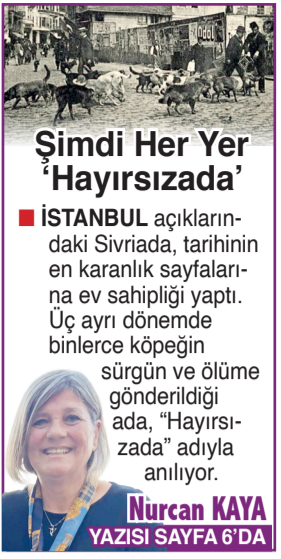 Şimdi Her Yer
‘Hayırsızada’
■ İSTANBUL açıkların-
daki Sivriada, tarihinin
en karanlık sayfaları-
na ev sahipliği yaptı.
Üç ayrı dönemde
binlerce köpeğin
sürgün ve ölüme
gönderildiği
ada, “Hayırsı-
zada” adıyla
anılıyor.
Nurcan KAYA
YAZISI SAYFA 6’DA